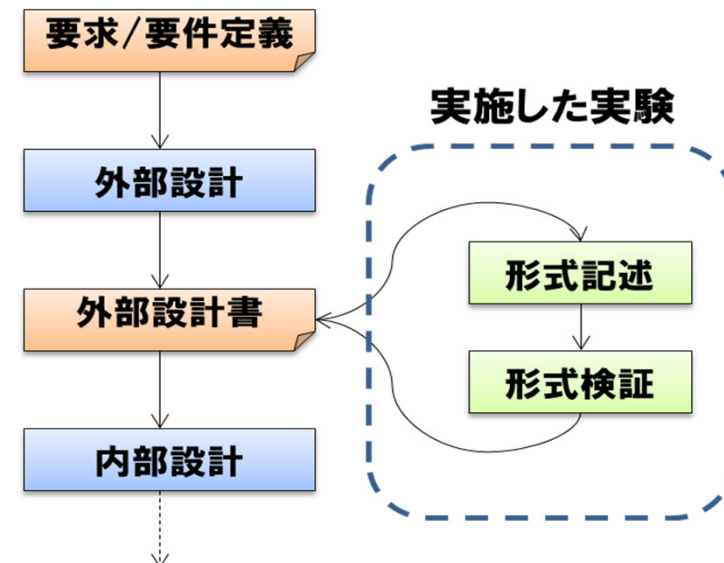 要求/要件定義
外部設計
外部設計書
内部設計
実施した実験
形式記述
形式検証